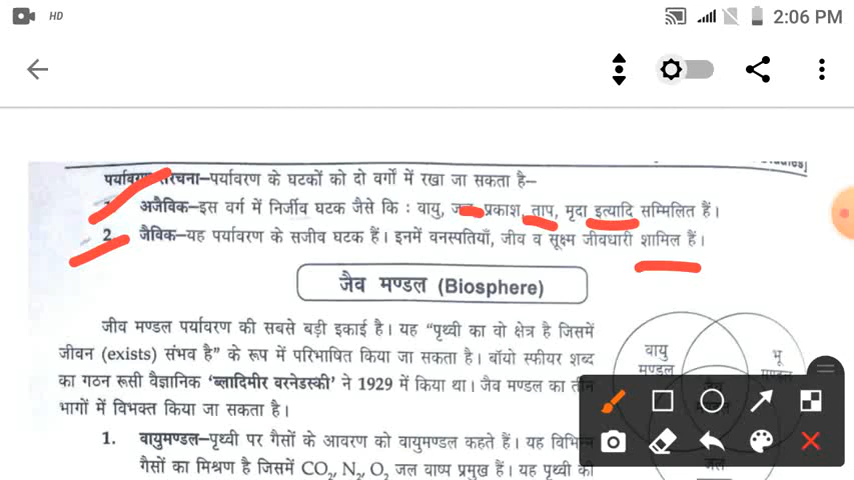 HD 2:06 PM
पर्यावरण संरचना–पर्यावरण के घटकों को दो वर्गों में रखा जा सकता है–
अजैविक–इस वर्ग में निर्जीव घटक जैसे कि : वायु, जल प्रकाश, ताप, मृदा इत्यादि सम्मिलित हैं।
2. जैविक–यह पर्यावरण के सजीव घटक हैं। इनमें वनस्पतियाँ, जीव व सूक्ष्म जीवधारी शामिल हैं।
जैव मण्डल (Biosphere)
जीव मण्डल पर्यावरण की सबसे बड़ी इकाई है। यह “पृथ्वी का वो क्षेत्र है जिसमें
जीवन (exists) संभव है” के रूप में परिभाषित किया जा सकता है। बॉयो स्फीयर शब्द
का गठन रूसी वैज्ञानिक ‘ब्लादिमीर वरनेडस्की’ ने 1929 में किया था। जैव मण्डल का तीन
भागों में विभक्त किया जा सकता है।
1. वायुमण्डल–पृथ्वी पर गैसों के आवरण को वायुमण्डल कहते हैं। यह विभिन्न
गैसों का मिश्रण है जिसमें CO₂, N₂, O₂ जल वाष्प प्रमुख हैं। यह पृथ्वी की
वायु
मण्डल
भू
मण्डल
जल